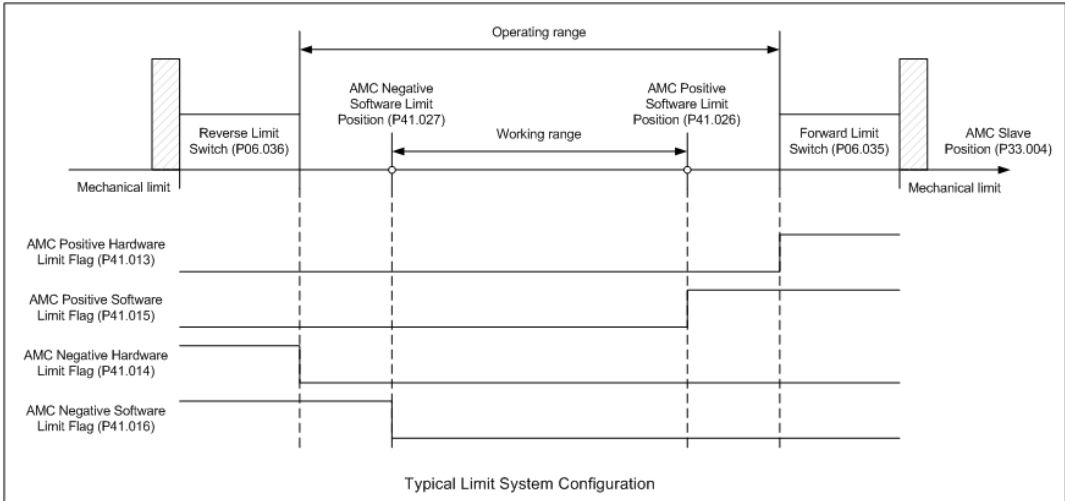 Operating range
AMC Negative
Software Limit
Position (P41.027)
AMC Positive
Software Limit
Position (P41.026)
Reverse Limit
Switch (P06.036)
Working range
Forward Limit
Switch (P06.035)
AMC Slave
Position (P33.004)
Mechanical limit
Mechanical limit
AMC Positive Hardware
Limit Flag (P41.013)
AMC Positive Software
Limit Flag (P41.015)
AMC Negative Hardware
Limit Flag (P41.014)
AMC Negative Software
Limit Flag (P41.016)
Typical Limit System Configuration